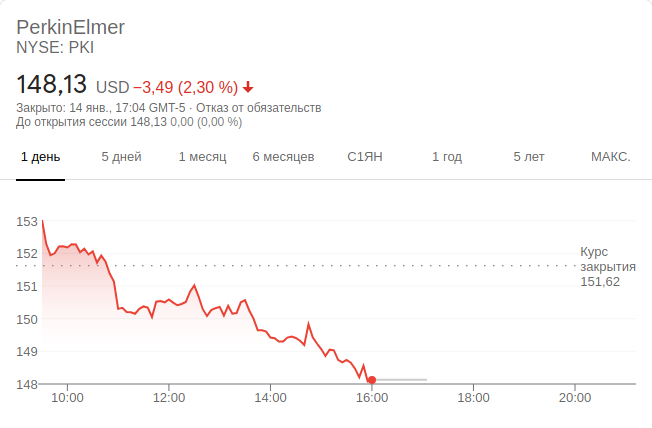 PerkinElmer
NYSE: PKI
148,13 USD −3,49 (2,30 %)
Закрыто: 14 янв., 17:04 GMT-5 · Отказ от обязательств
До открытия сессии 148,13 0,00 (0,00 %)
1 день 5 дней 1 месяц 6 месяцев С1ЯН 1 год 5 лет МАКС.
153
152
151
150
149
148
Курс
закрытия
151,62
10:00 12:00 14:00 16:00 18:00 20:00